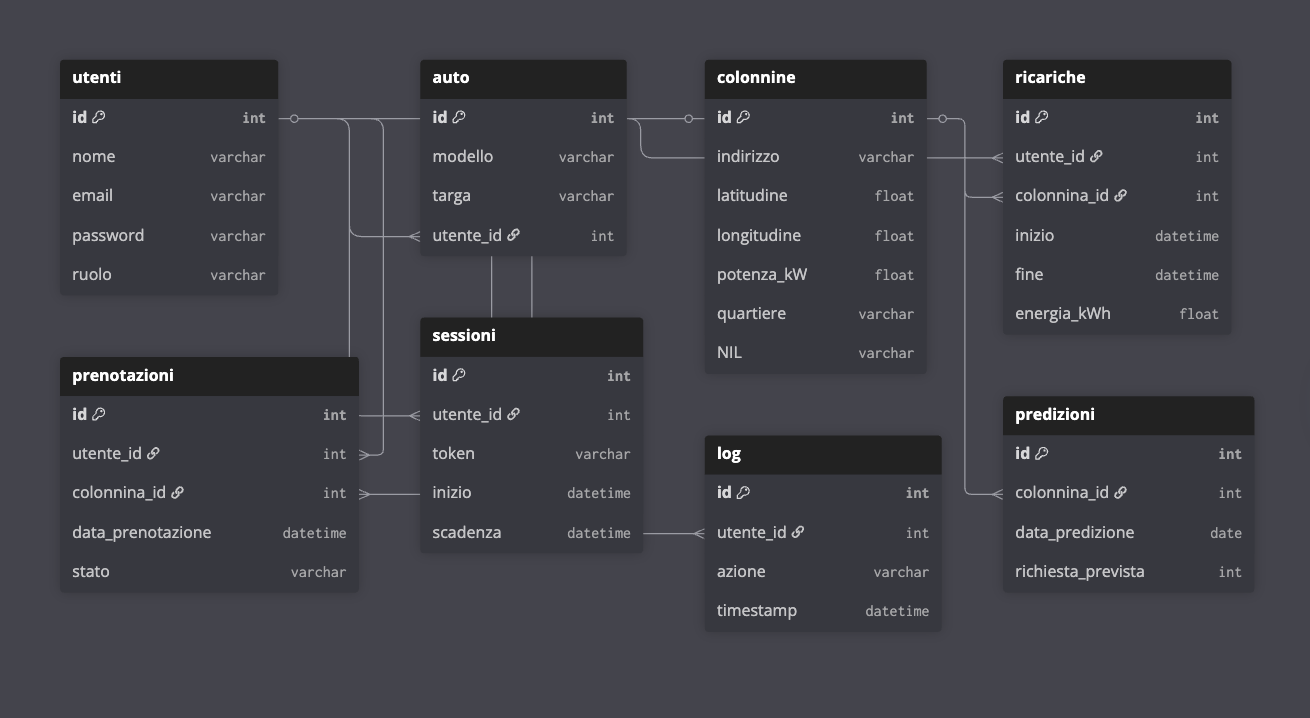 utenti
id int
nome varchar
email varchar
password varchar
ruolo varchar
auto
id int
modello varchar
targa varchar
utente_id int
colonnine
id int
indirizzo varchar
latitudine float
longitudine float
potenza_kW float
quartiere varchar
NIL varchar
ricariche
id int
utente_id int
colonnina_id int
inizio datetime
fine datetime
energia_kWh float
prenotazioni
id int
utente_id int
colonnina_id int
data_prenotazione datetime
stato varchar
sessioni
id int
utente_id int
token varchar
inizio datetime
scadenza datetime
log
id int
utente_id int
azione varchar
timestamp datetime
predizioni
id int
colonnina_id int
data_predizione date
richiesta_prevista int